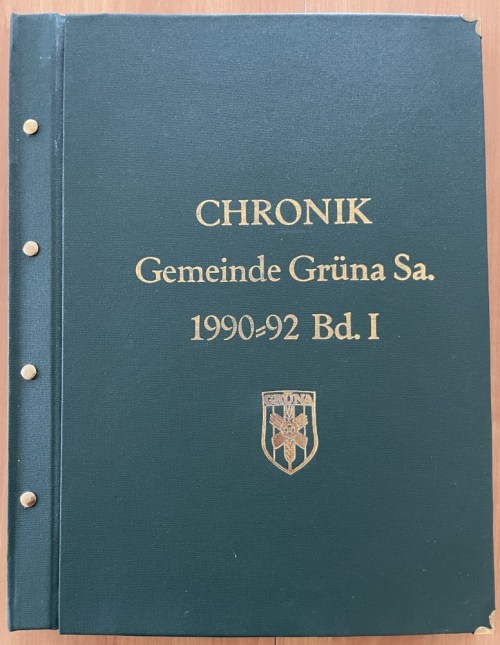 CHRONIK
Gemeinde Grüna Sa.
1990=92 Bd. I
GRÜNA